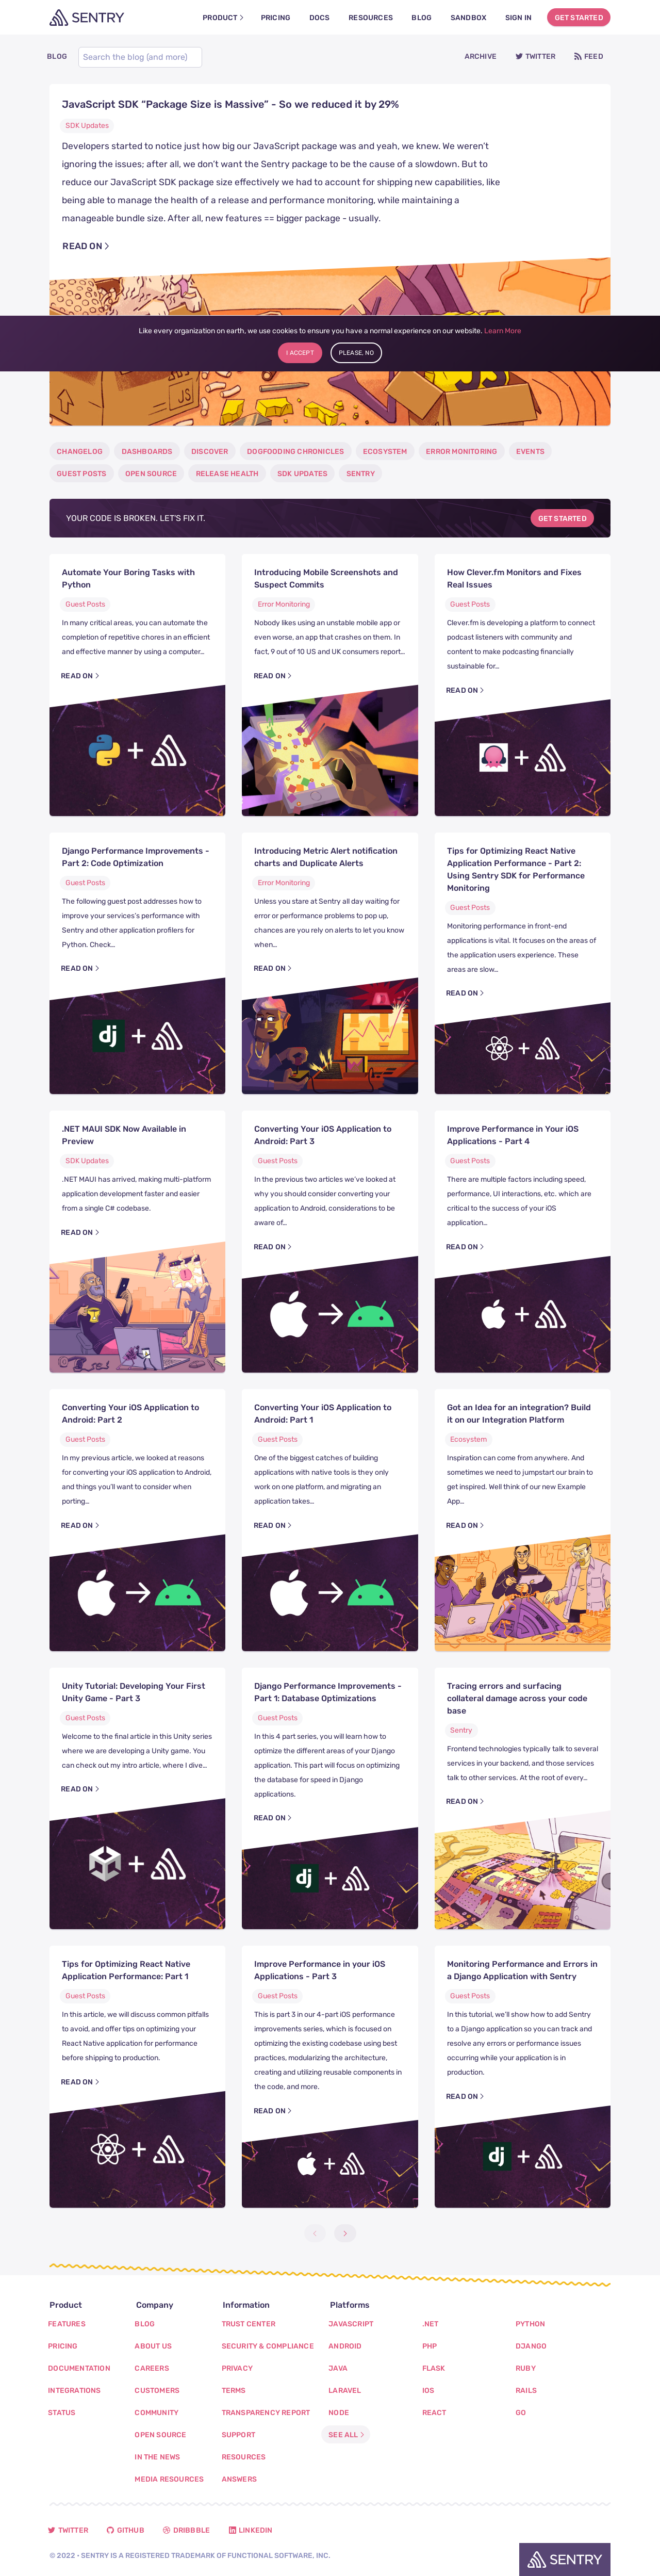 SENTRY
PRODUCT
PRICING
DOCS
RESOURCES
BLOG
SANDBOX
SIGN IN
GET STARTED
BLOG
Search the blog (and more)
ARCHIVE
TWITTER
FEED
JavaScript SDK "Package Size is Massive" - So we reduced it by 29%
SDK Updates
Developers started to notice just how big our JavaScript package was and yeah, we knew. We weren't
ignoring the issues; after all, we don't want the Sentry package to be the cause of a slowdown. But to
reduce our JavaScript SDK package size effectively we had to account for shipping new capabilities, like
being able to manage the health of a release and performance monitoring, while maintaining a
manageable bundle size. After all, new features == bigger package - usually.
READ ON
Like every organization on earth, we use cookies to ensure you have a normal experience on our website. Learn More
I ACCEPT
PLEASE, NO
JS
JS
CHANGELOG
DASHBOARDS
DISCOVER
DOGFOODING CHRONICLES
ECOSYSTEM
ERROR MONITORING
EVENTS
GUEST POSTS
OPEN SOURCE
RELEASE HEALTH
SDK UPDATES
SENTRY
YOUR CODE IS BROKEN. LET'S FIX IT.
GET STARTED
Automate Your Boring Tasks with
Python
Guest Posts
In many critical areas, you can automate the
completion of repetitive chores in an efficient
and effective manner by using a computer…
READ ON
Introducing Mobile Screenshots and
Suspect Commits
Error Monitoring
Nobody likes using an unstable mobile app or
even worse, an app that crashes on them. In
fact, 9 out of 10 US and UK consumers report…
READ ON
How Clever.fm Monitors and Fixes
Real Issues
Guest Posts
Clever.fm is developing a platform to connect
podcast listeners with community and
content to make podcasting financially
sustainable for…
READ ON
Django Performance Improvements -
Part 2: Code Optimization
Guest Posts
The following guest post addresses how to
improve your services's performance with
Sentry and other application profilers for
Python. Check…
READ ON
dj
Introducing Metric Alert notification
charts and Duplicate Alerts
Error Monitoring
Unless you stare at Sentry all day waiting for
error or performance problems to pop up,
chances are you rely on alerts to let you know
when…
READ ON
Tips for Optimizing React Native
Application Performance - Part 2:
Using Sentry SDK for Performance
Monitoring
Guest Posts
Monitoring performance in front-end
applications is vital. It focuses on the areas of
the application users experience. These
areas are slow…
READ ON
.NET MAUI SDK Now Available in
Preview
SDK Updates
.NET MAUI has arrived, making multi-platform
application development faster and easier
from a single C# codebase.
READ ON
Converting Your iOS Application to
Android: Part 3
Guest Posts
In the previous two articles we've looked at
why you should consider converting your
application to Android, considerations to be
aware of…
READ ON
Improve Performance in Your iOS
Applications - Part 4
Guest Posts
There are multiple factors including speed,
performance, UI interactions, etc. which are
critical to the success of your iOS
application…
READ ON
Converting Your iOS Application to
Android: Part 2
Guest Posts
In my previous article, we looked at reasons
for converting your iOS application to Android,
and things you'll want to consider when
porting…
READ ON
Converting Your iOS Application to
Android: Part 1
Guest Posts
One of the biggest catches of building
applications with native tools is they only
work on one platform, and migrating an
application takes…
READ ON
Got an Idea for an integration? Build
it on our Integration Platform
Ecosystem
Inspiration can come from anywhere. And
sometimes we need to jumpstart our brain to
get inspired. Well think of our new Example
App…
READ ON
Unity Tutorial: Developing Your First
Unity Game - Part 3
Guest Posts
Welcome to the final article in this Unity series
where we are developing a Unity game. You
can check out my intro article, where I dive…
READ ON
Django Performance Improvements -
Part 1: Database Optimizations
Guest Posts
In this 4 part series, you will learn how to
optimize the different areas of your Django
application. This part will focus on optimizing
the database for speed in Django
applications.
READ ON
dj
Tracing errors and surfacing
collateral damage across your code
base
Sentry
Frontend technologies typically talk to several
services in your backend, and those services
talk to other services. At the root of every…
READ ON
Tips for Optimizing React Native
Application Performance: Part 1
Guest Posts
In this article, we will discuss common pitfalls
to avoid, and offer tips on optimizing your
React Native application for performance
before shipping to production.
READ ON
Improve Performance in your iOS
Applications - Part 3
Guest Posts
This is part 3 in our 4-part iOS performance
improvements series, which is focused on
optimizing the existing codebase using best
practices, modularizing the architecture,
creating and utilizing reusable components in
the code, and more.
READ ON
Monitoring Performance and Errors in
a Django Application with Sentry
Guest Posts
In this tutorial, we'll show how to add Sentry
to a Django application so you can track and
resolve any errors or performance issues
occurring while your application is in
production.
READ ON
dj
Product
FEATURES
PRICING
DOCUMENTATION
INTEGRATIONS
STATUS
Company
BLOG
ABOUT US
CAREERS
CUSTOMERS
COMMUNITY
OPEN SOURCE
IN THE NEWS
MEDIA RESOURCES
Information
TRUST CENTER
SECURITY & COMPLIANCE
PRIVACY
TERMS
TRANSPARENCY REPORT
SUPPORT
RESOURCES
ANSWERS
Platforms
JAVASCRIPT
ANDROID
JAVA
LARAVEL
NODE
SEE ALL
.NET
PHP
FLASK
IOS
REACT
PYTHON
DJANGO
RUBY
RAILS
GO
TWITTER
GITHUB
DRIBBBLE
LINKEDIN
© 2022 • SENTRY IS A REGISTERED TRADEMARK OF FUNCTIONAL SOFTWARE, INC.
SENTRY